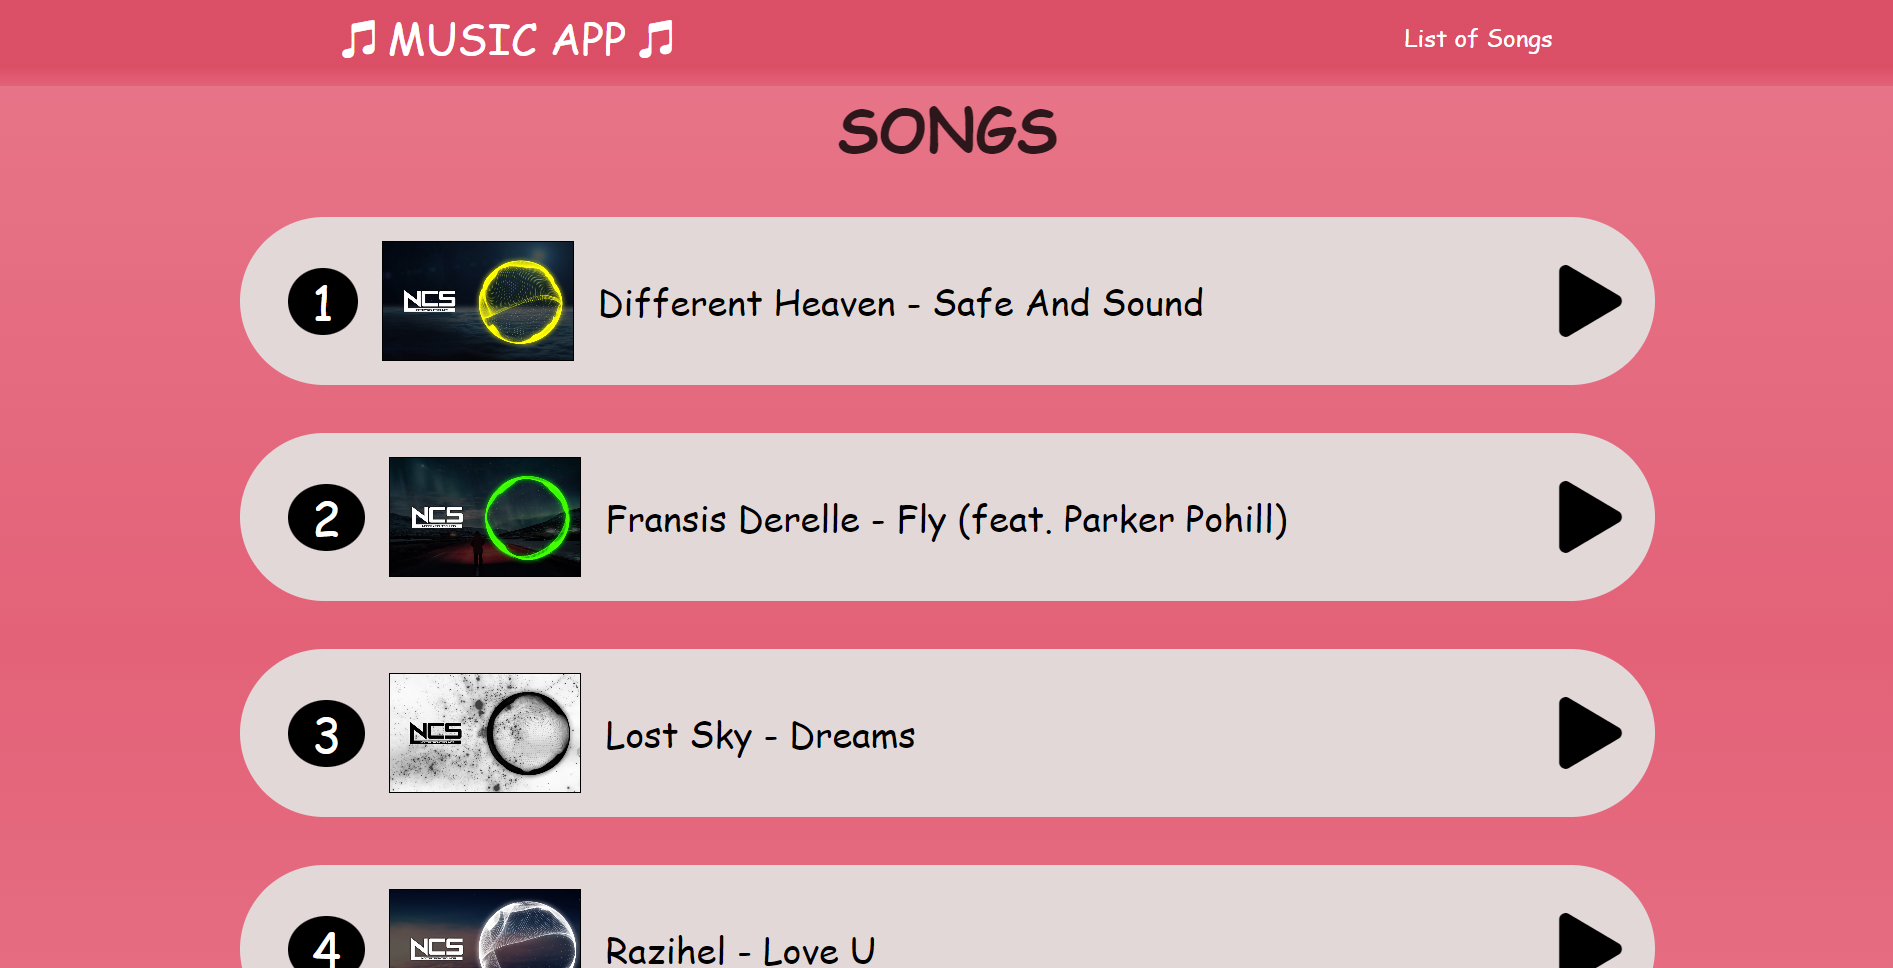 MUSIC APP
List of Songs
SONGS
1
NCS
Different Heaven - Safe And Sound
2
NCS
Fransis Derelle - Fly (feat. Parker Pohill)
3
NCS
Lost Sky - Dreams
4
NCS
Razihel - Love U